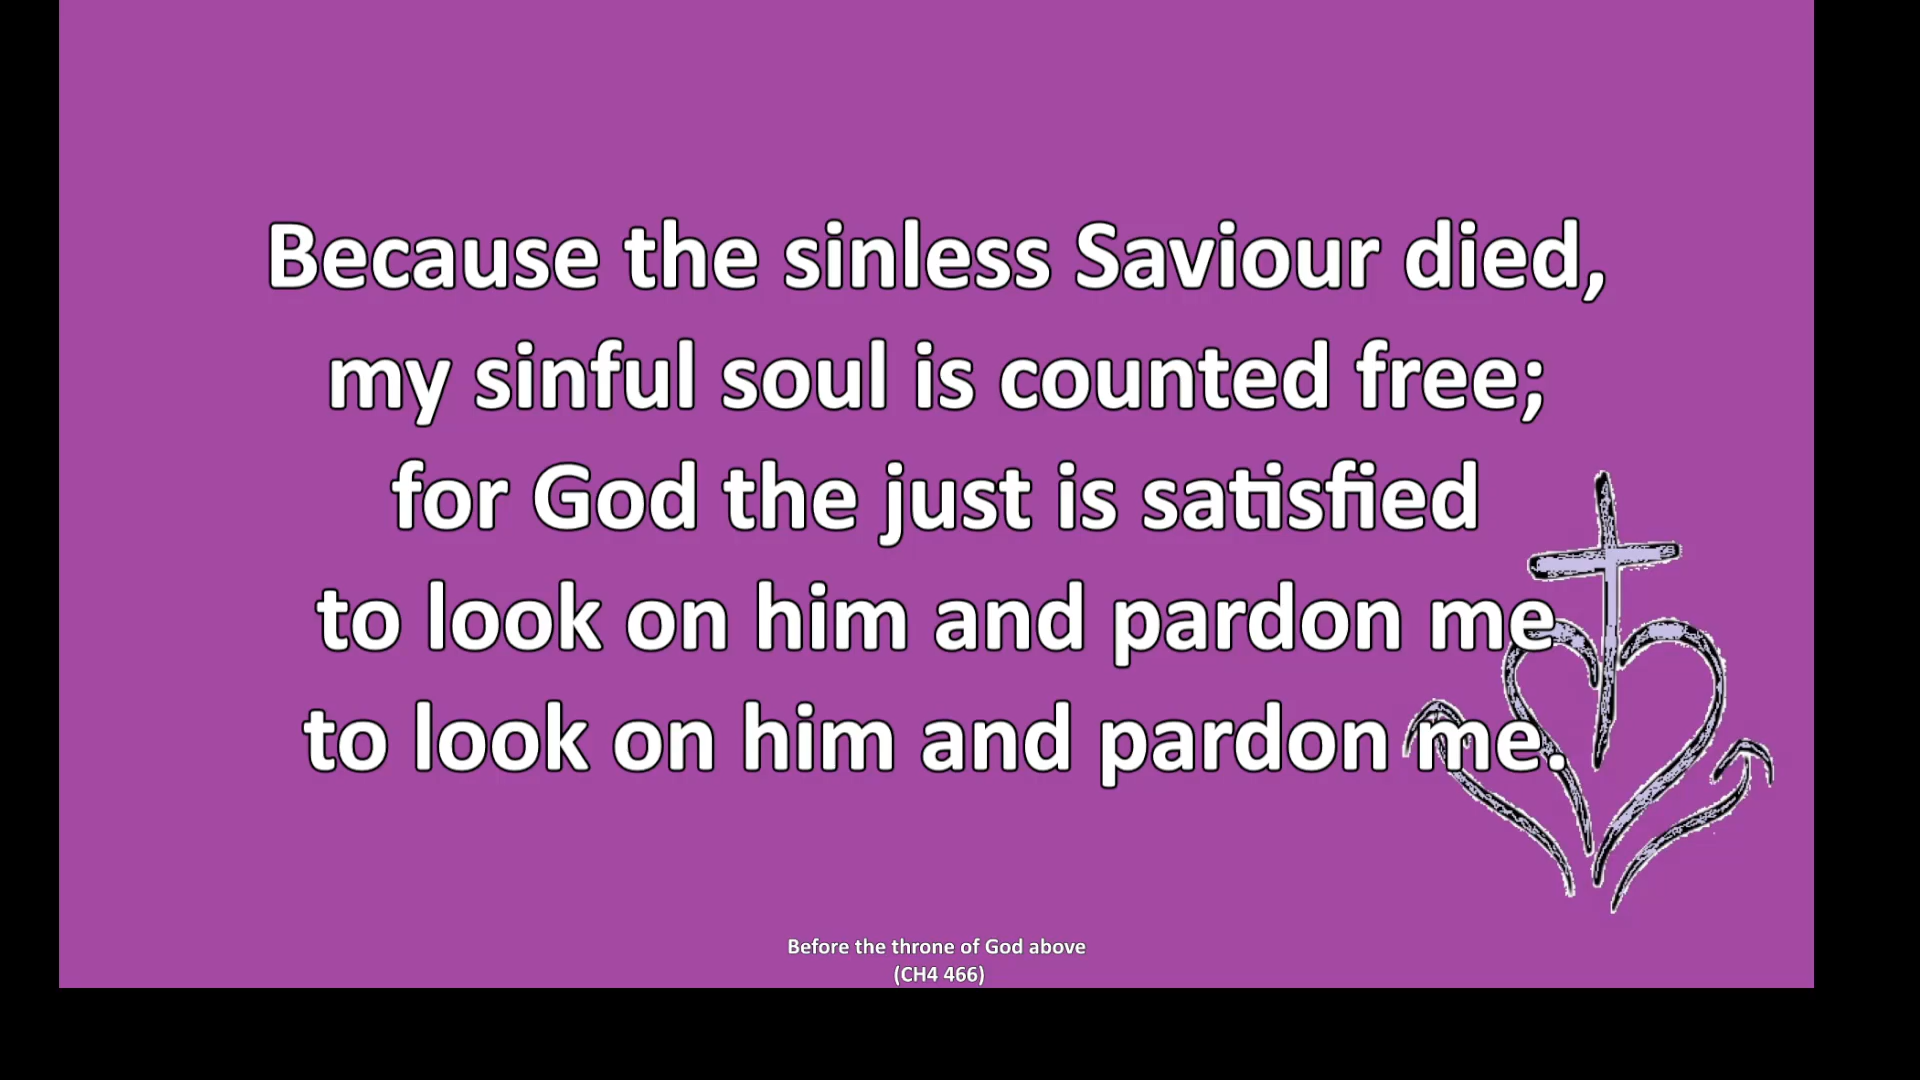 Because the sinless Saviour died,
my sinful soul is counted free;
for God the just is satisfied
to look on him and pardon me
to look on him and pardon me.
Before the throne of God above
(CH4 466)